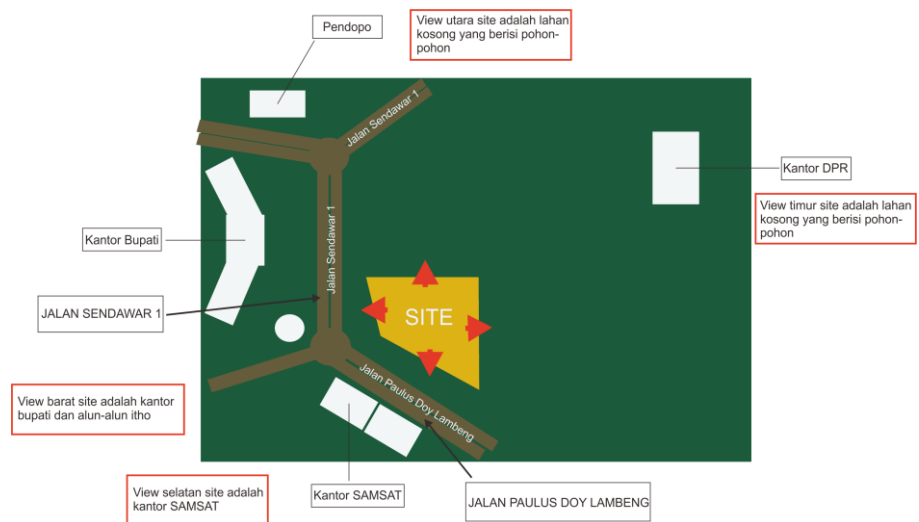 Pendopo
View utara site adalah lahan
kosong yang berisi pohon-
pohon
Jalan Sendawar 1
Kantor DPR
View timur site adalah lahan
kosong yang berisi pohon-
pohon
Kantor Bupati
Jalan Sendawar 1
JALAN SENDAWAR 1
SITE
Jalan Paulus Doy Lambeng
View barat site adalah kantor
bupati dan alun-alun itho
View selatan site adalah
kantor SAMSAT
Kantor SAMSAT
JALAN PAULUS DOY LAMBENG